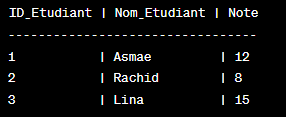 ID_Etudiant | Nom_Etudiant | Note
----------------------------------
1 | Asmae | 12
2 | Rachid | 8
3 | Lina | 15